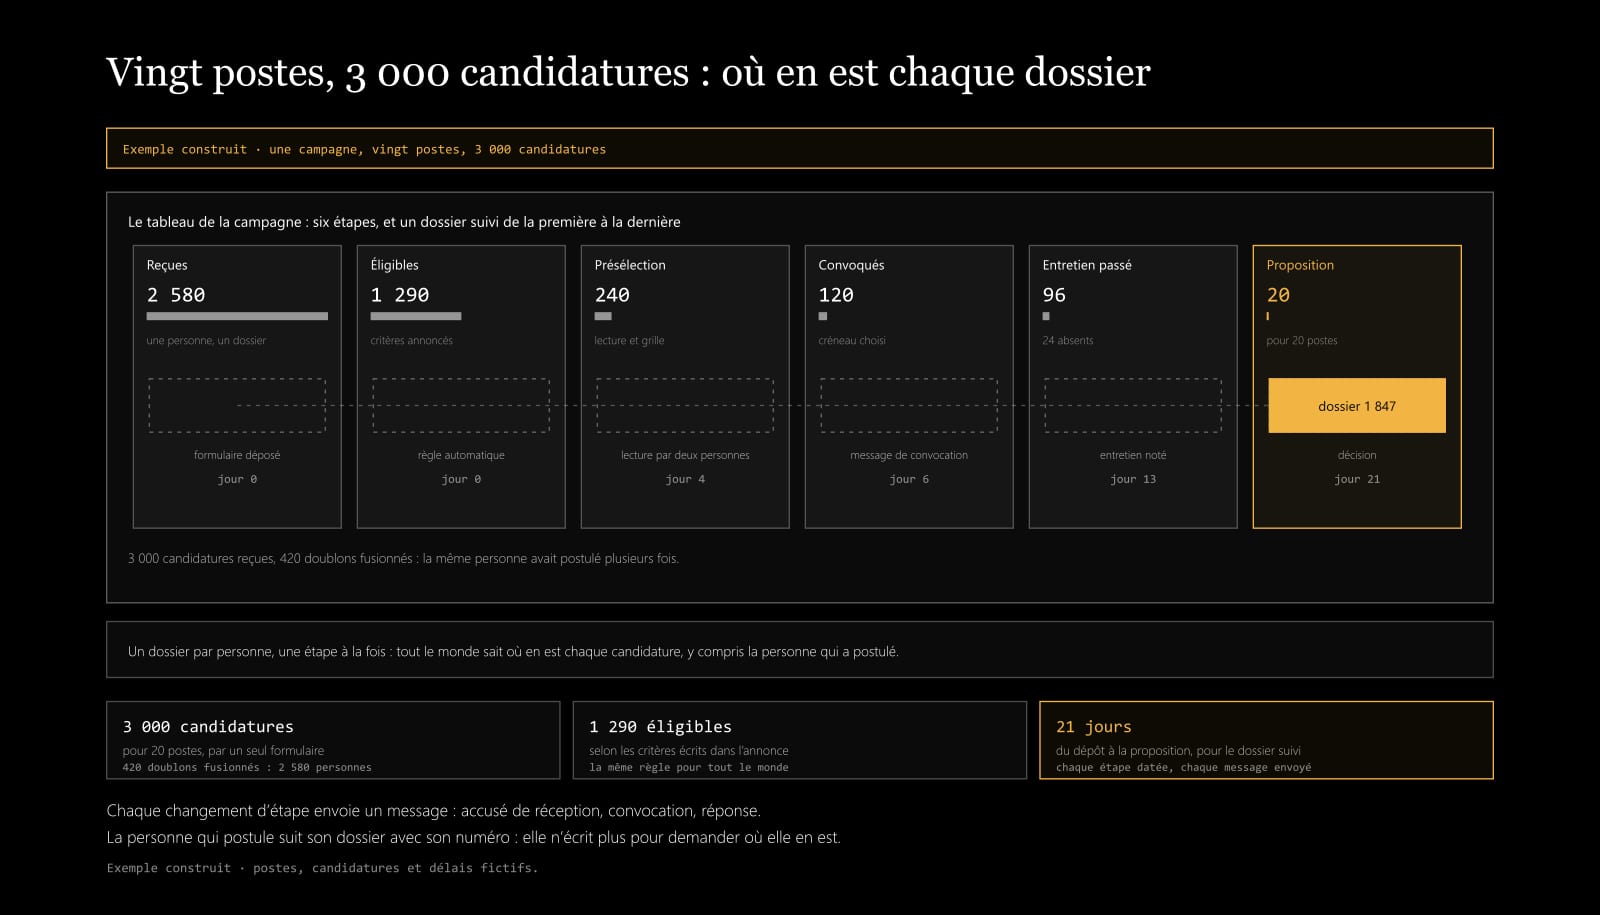 Vingt postes, 3 000 candidatures : où en est chaque dossier
Exemple construit · une campagne, vingt postes, 3 000 candidatures
Le tableau de la campagne : six étapes, et un dossier suivi de la première à la dernière
Reçues
2 580
une personne, un dossier
formulaire déposé
jour 0
Éligibles
1 290
critères annoncés
règle automatique
jour 0
Présélection
240
lecture et grille
lecture par deux personnes
jour 4
Convoqués
120
créneau choisi
message de convocation
jour 6
Entretien passé
96
24 absents
entretien noté
jour 13
Proposition
20
pour 20 postes
dossier 1 847
décision
jour 21
3 000 candidatures reçues, 420 doublons fusionnés : la même personne avait postulé plusieurs fois.
Un dossier par personne, une étape à la fois : tout le monde sait où en est chaque candidature, y compris la personne qui a postulé.
3 000 candidatures
pour 20 postes, par un seul formulaire
420 doublons fusionnés : 2 580 personnes
1 290 éligibles
selon les critères écrits dans l'annonce
la même règle pour tout le monde
21 jours
du dépôt à la proposition, pour le dossier suivi
chaque étape datée, chaque message envoyé
Chaque changement d'étape envoie un message : accusé de réception, convocation, réponse.
La personne qui postule suit son dossier avec son numéro : elle n'écrit plus pour demander où elle en est.
Exemple construit · postes, candidatures et délais fictifs.